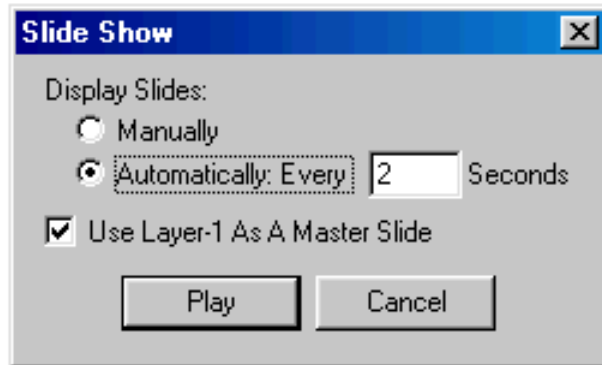 Slide Show
Display Slides:
Manually
Automatically: Every 2 Seconds
Use Layer-1 As A Master Slide
Play Cancel